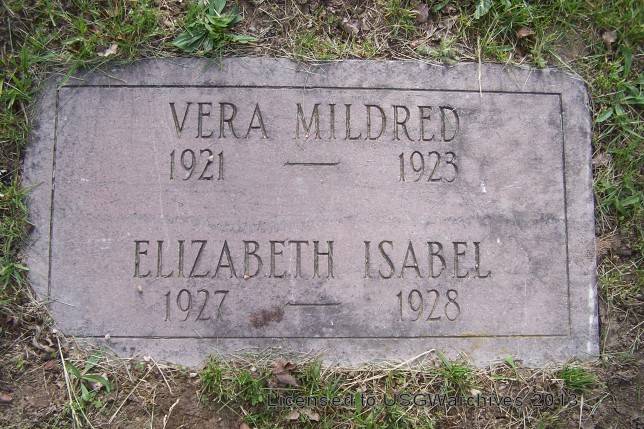 VERA MILDRED
1921 — 1923
ELIZABETH ISABEL
1927 — 1928
Licensed to USGWarchives 2013